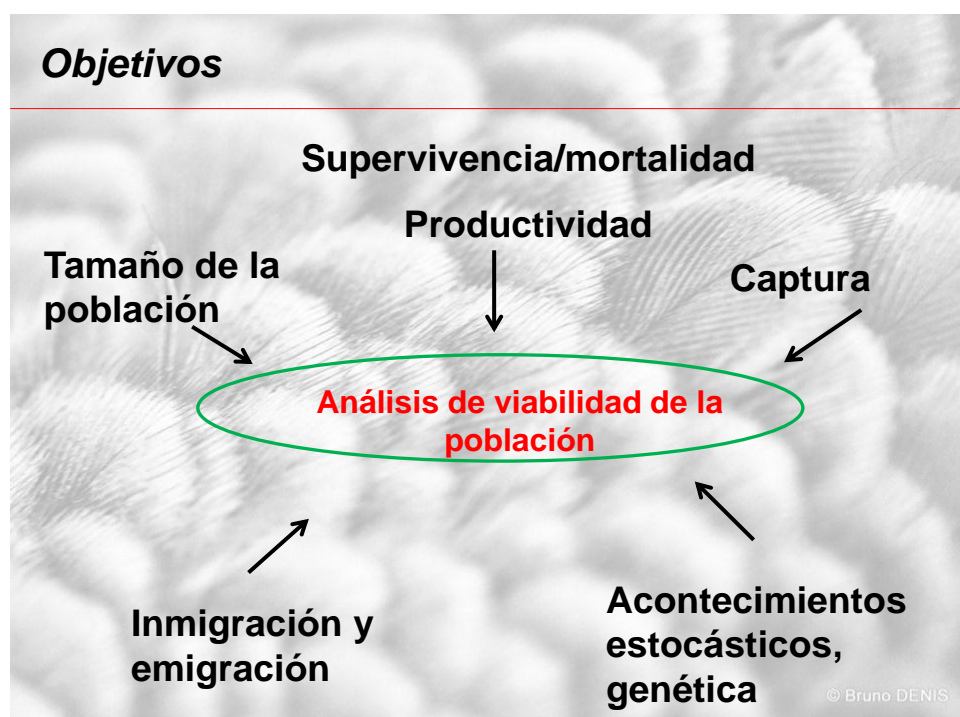 Objetivos
Supervivencia/mortalidad
Productividad
Tamaño de la
población
Captura
Análisis de viabilidad de la
población
Inmigración y
emigración
Acontecimientos
estocásticos,
genética
© Bruno DENIS